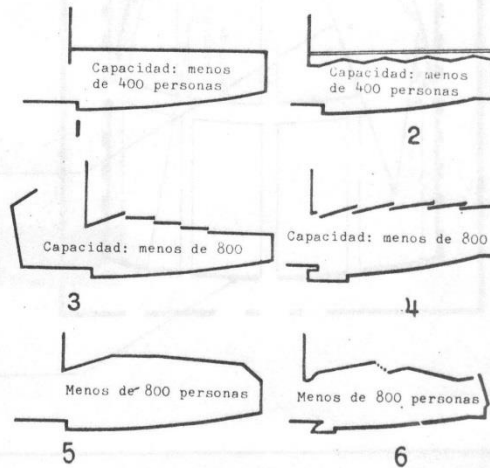 Capacidad: menos
de 400 personas
1
Capacidad: menos
de 400 personas
2
Capacidad: menos de 800
3
Capacidad: menos de 800
4
Menos de 800 personas
5
Menos de 800 personas
6